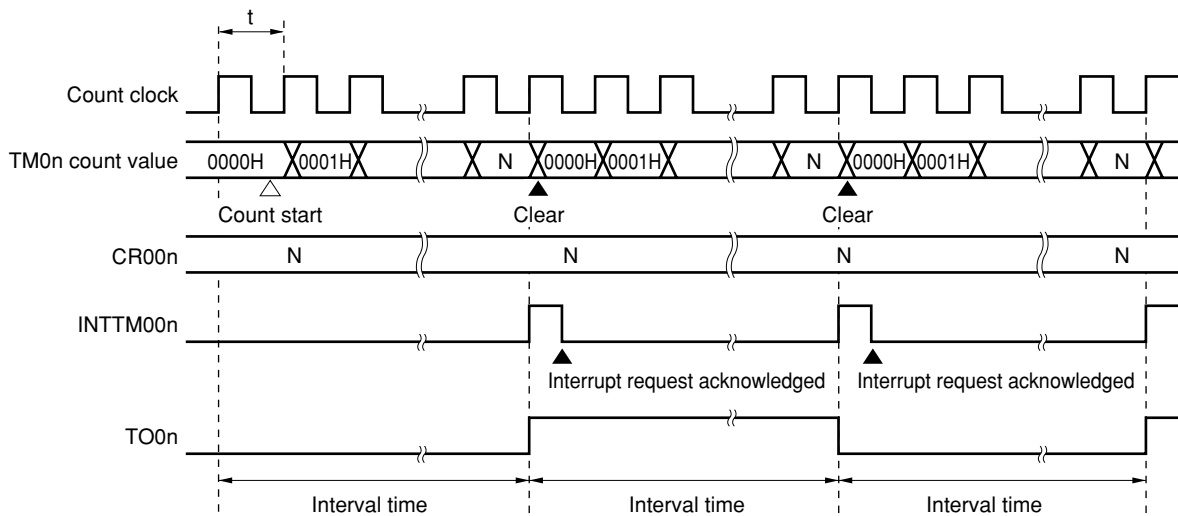 t
Count clock
TM0n count value 0000H 0001H N 0000H 0001H N 0000H 0001H N
Count start Clear Clear
CR00n N N N N
INTTM00n
Interrupt request acknowledged Interrupt request acknowledged
TO0n
Interval time Interval time Interval time